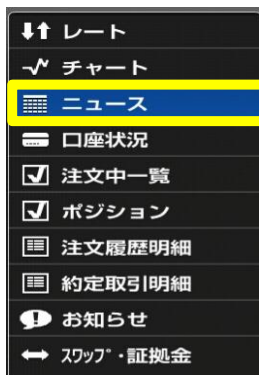 レート
チャート
ニュース
口座状況
注文中一覧
ポジション
注文履歴明細
約定取引明細
お知らせ
スワップ・証拠金